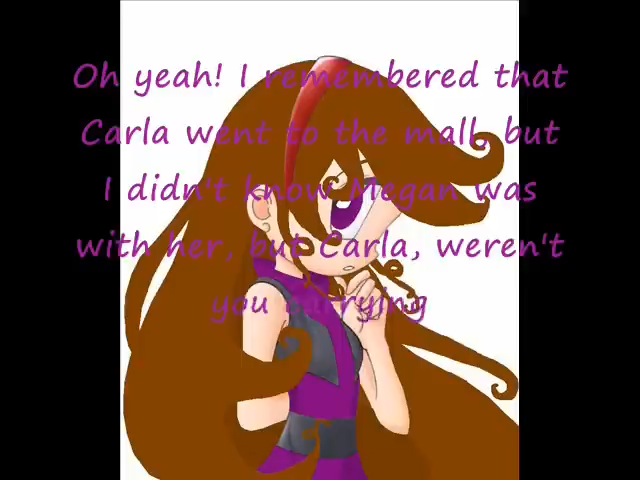 Oh yeah! I remembered that
Carla went to the mall, but
I didn't know Megan was
with her, but Carla, weren't
you carrying